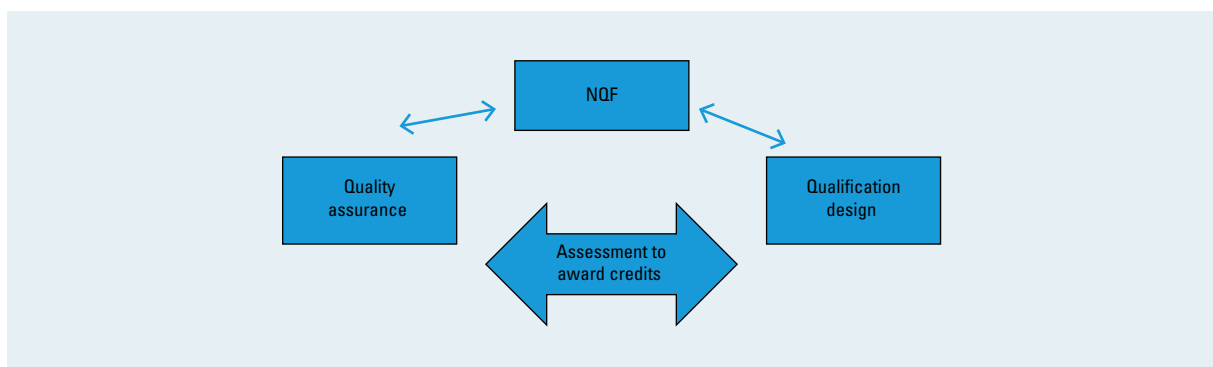 NQF
Quality
assurance
Qualification
design
Assessment to
award credits